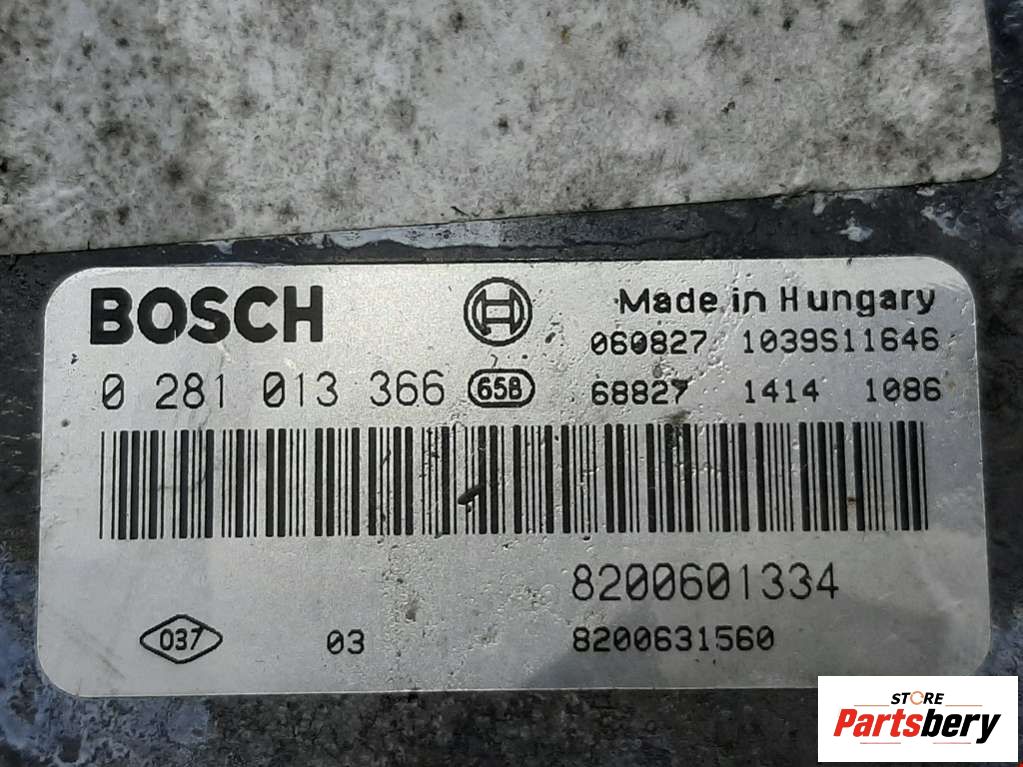 BOSCH
Made in Hungary
060827 1039S11646
0 281 013 366 65B
68827 1414 1086
8200601334
037 03 8200631560
STORE
Partsbery